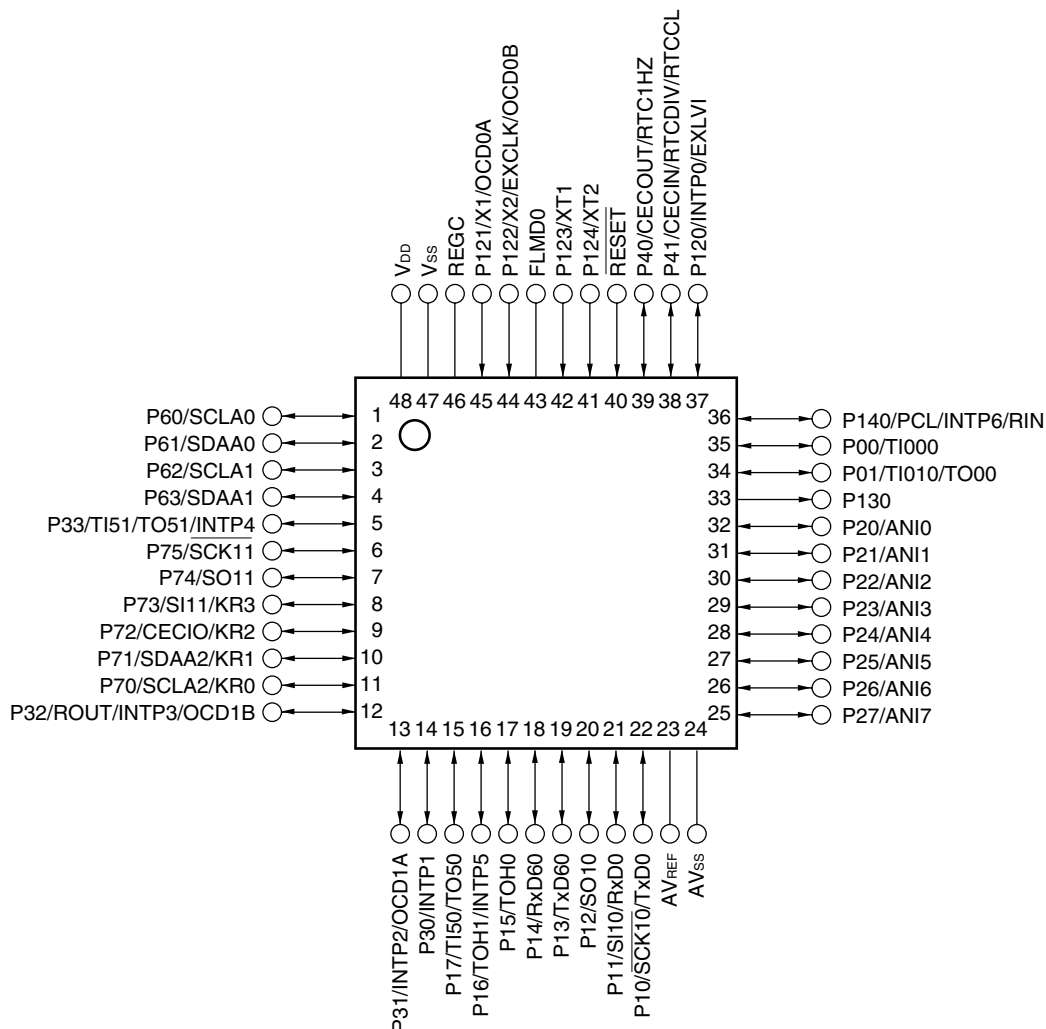 VDD
VSS
REGC
P121/X1/OCD0A
P122/X2/EXCLK/OCD0B
FLMD0
P123/XT1
P124/XT2
RESET
P40/CECOUT/RTC1HZ
P41/CECIN/RTCDIV/RTCCL
P120/INTP0/EXLVI
48 47 46 45 44 43 42 41 40 39 38 37
P60/SCLA0 1
P61/SDAA0 2
P62/SCLA1 3
P63/SDAA1 4
P33/TI51/TO51/INTP4 5
P75/SCK11 6
P74/SO11 7
P73/SI11/KR3 8
P72/CECIO/KR2 9
P71/SDAA2/KR1 10
P70/SCLA2/KR0 11
P32/ROUT/INTP3/OCD1B 12
36 P140/PCL/INTP6/RIN
35 P00/TI000
34 P01/TI010/TO00
33 P130
32 P20/ANI0
31 P21/ANI1
30 P22/ANI2
29 P23/ANI3
28 P24/ANI4
27 P25/ANI5
26 P26/ANI6
25 P27/ANI7
13 14 15 16 17 18 19 20 21 22 23 24
P31/INTP2/OCD1A
P30/INTP1
P17/TI50/TO50
P16/TOH1/INTP5
P15/TOH0
P14/RxD60
P13/TxD60
P12/SO10
P11/SI10/RxD0
P10/SCK10/TxD0
AVREF
AVSS